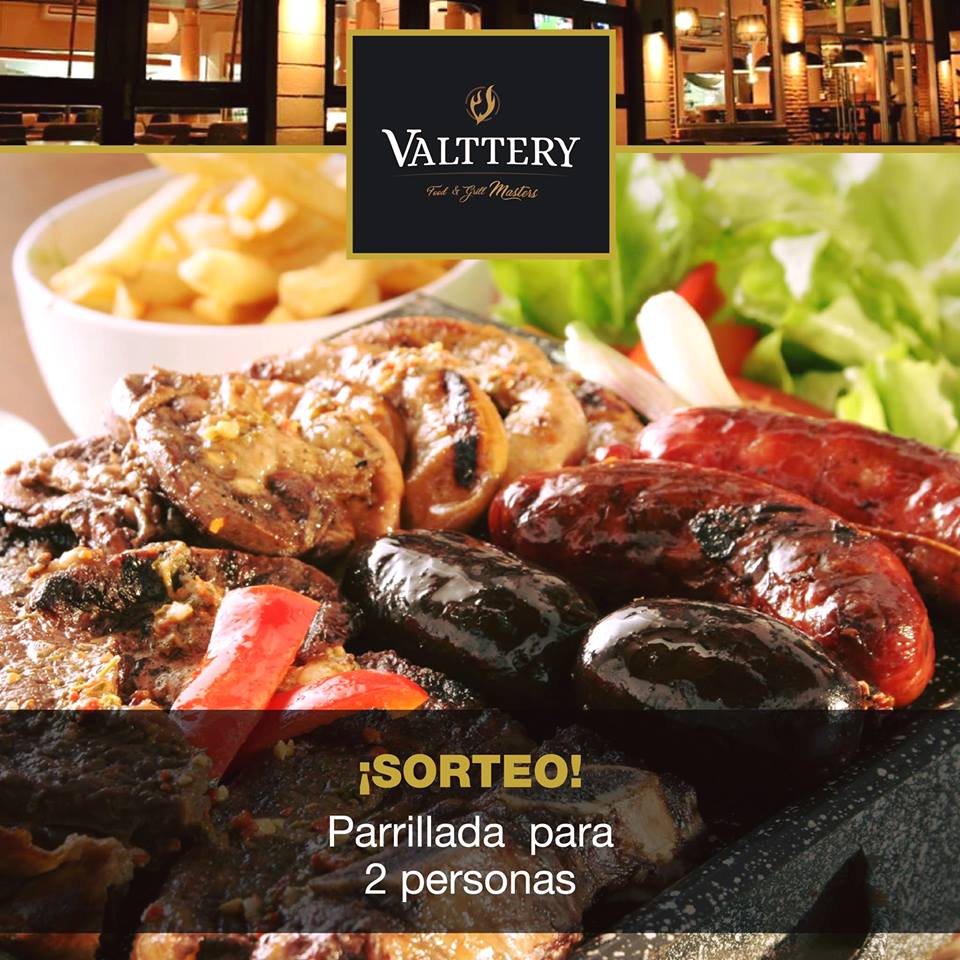 VALTTERY
Food & Grill Masters
¡SORTEO!
Parrillada para
2 personas